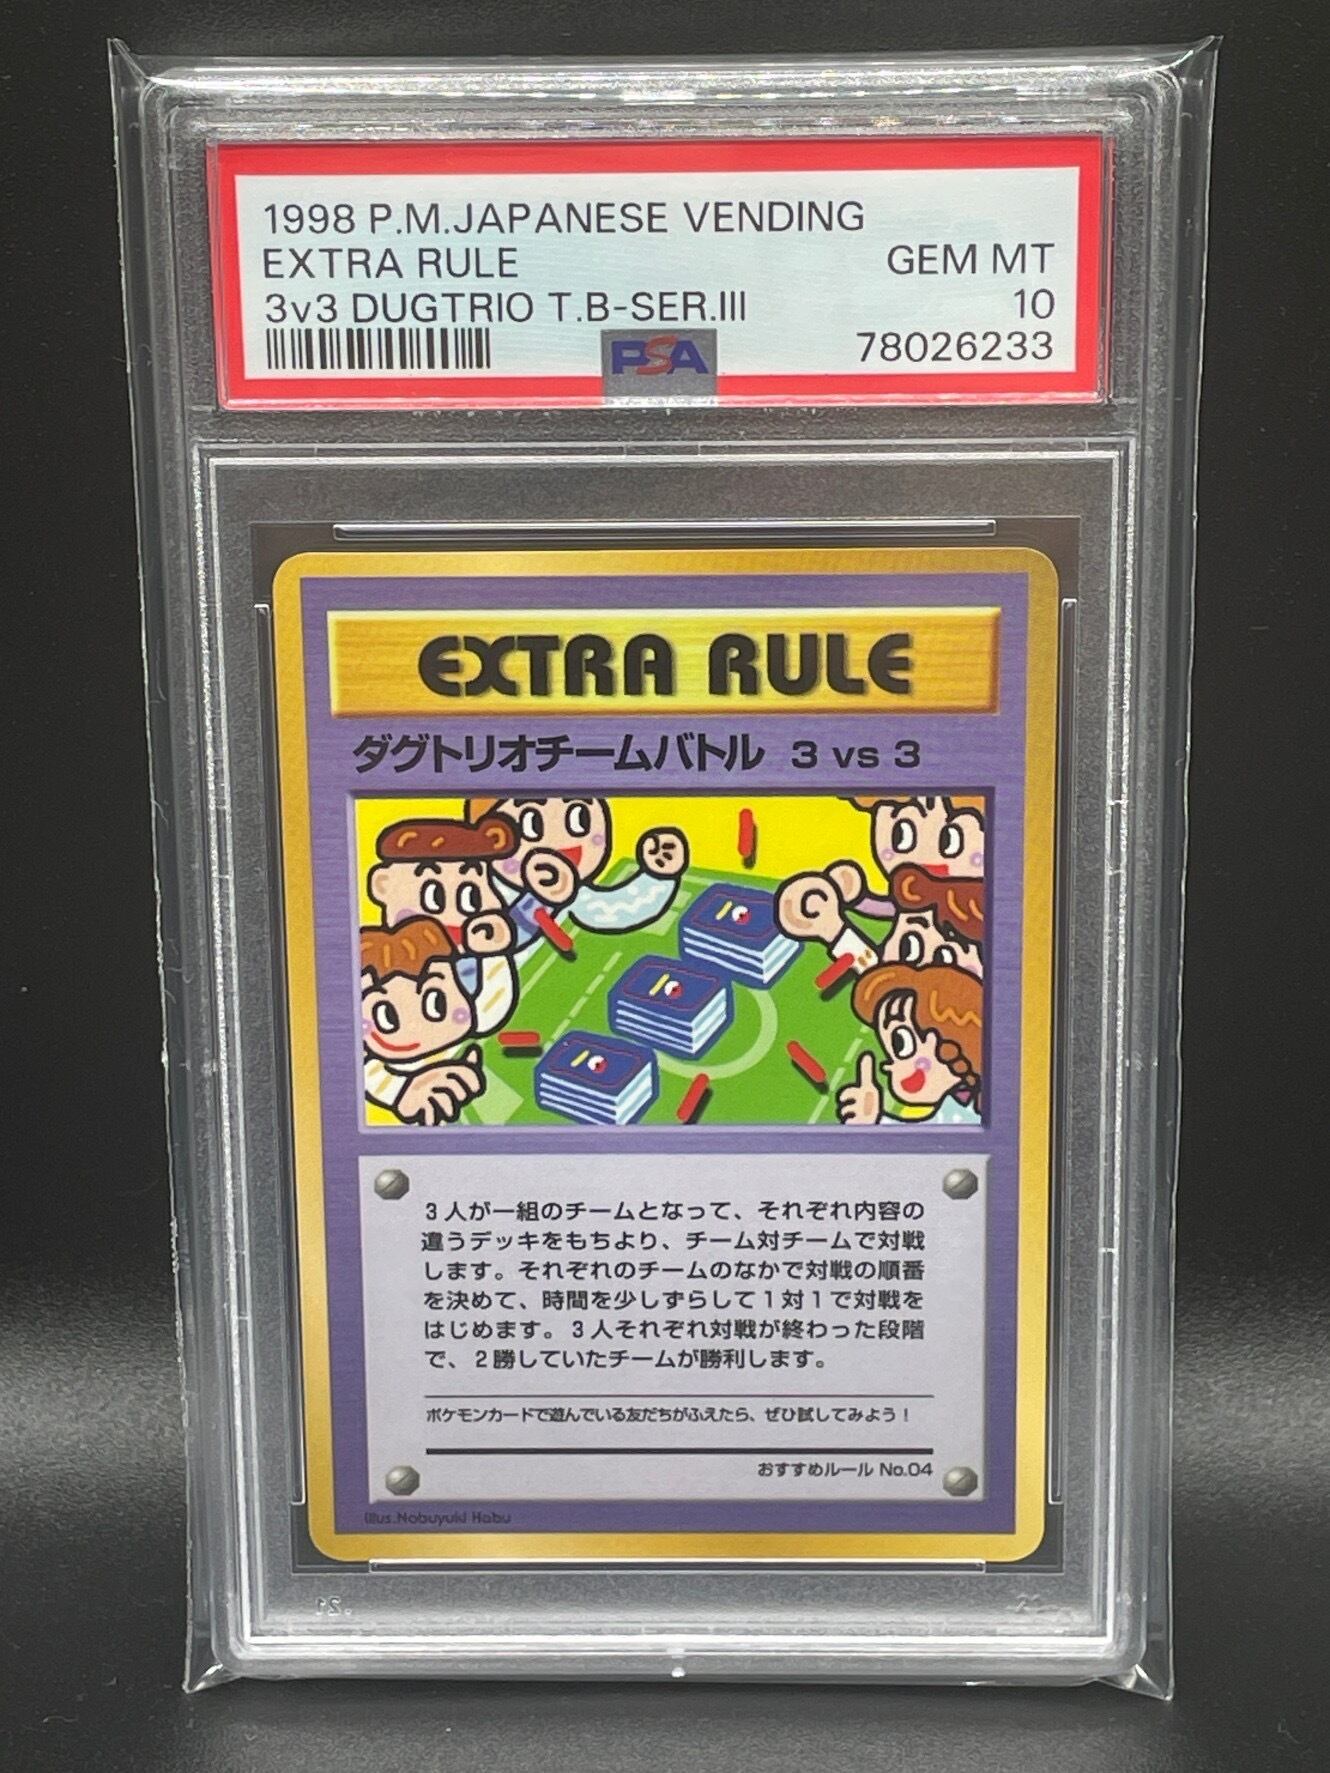 1998 P.M.JAPANESE VENDING
EXTRA RULE
GEM MT
3v3 DUGTRIO T.B-SER.III
10
PSA
78026233
EXTRA RULE
ダグトリオチームバトル 3 vs 3
3人が一組のチームとなって、それぞれ内容の
違うデッキをもちより、チーム対チームで対戦
します。それぞれのチームのなかで対戦の順番
を決めて、時間を少しずらして1対1で対戦を
はじめます。3人それぞれ対戦が終わった段階
で、2勝していたチームが勝利します。
ポケモンカードで遊んでいる友だちがふえたら、ぜひ試してみよう!
おすすめルール No.04
Illus.Nobuyuki Habu